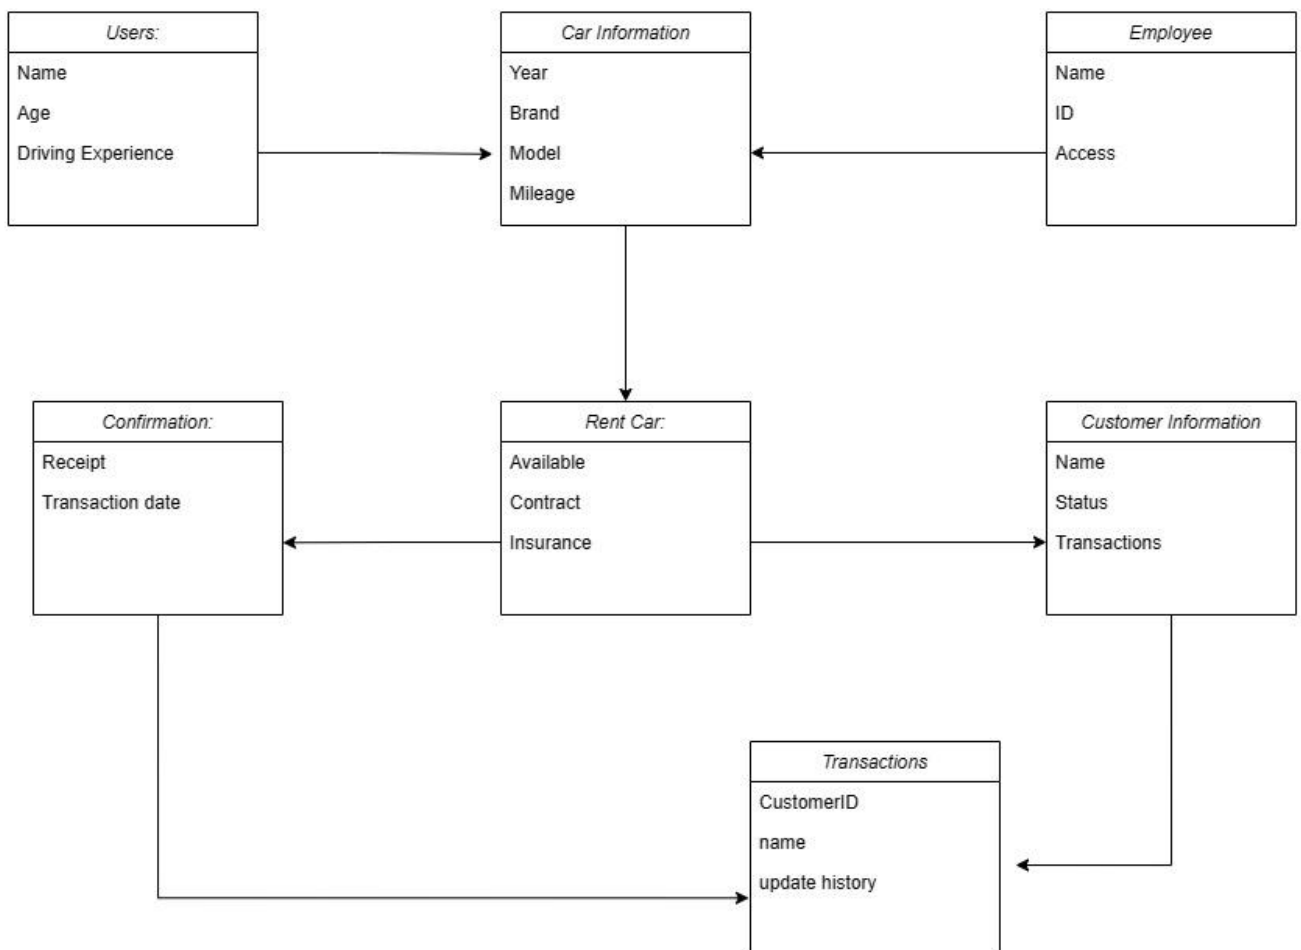 Users:
Name
Age
Driving Experience
Car Information
Year
Brand
Model
Mileage
Employee
Name
ID
Access
Confirmation:
Receipt
Transaction date
Rent Car:
Available
Contract
Insurance
Customer Information
Name
Status
Transactions
Transactions
CustomerID
name
update history